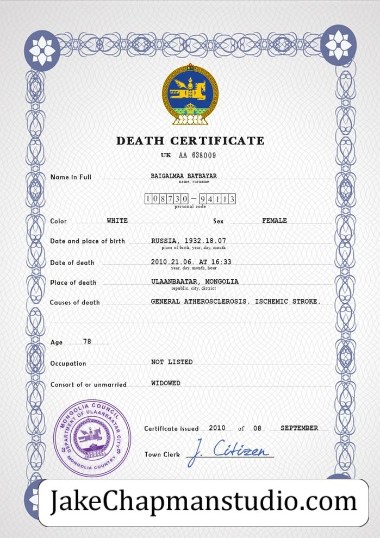 DEATH CERTIFICATE
UK AA 638009
Name in Full BAIGALMAA BATBAYAR
name, surname
108730-94113
personal code
Color WHITE Sex FEMALE
Date and place of birth RUSSIA, 1932.18.07
place of birth, year, day, month
Date of death 2010.21.06. AT 16:33
year, day, month, hour
Place of death ULAANBAATAR, MONGOLIA
republic, city, district
Causes of death GENERAL ATHEROSCLEROSIS. ISCHEMIC STROKE.
Age 78
Occupation NOT LISTED
Consort of or unmarried WIDOWED
Certificate issued 2010 of 08 SEPTEMBER
Town Clerk J. Citizen
MONGOLIA COUNCIL
DEPARTMENT OF ULAANBAATAR CITY
MONGOLIA COUNTRY
JakeChapmanstudio.com